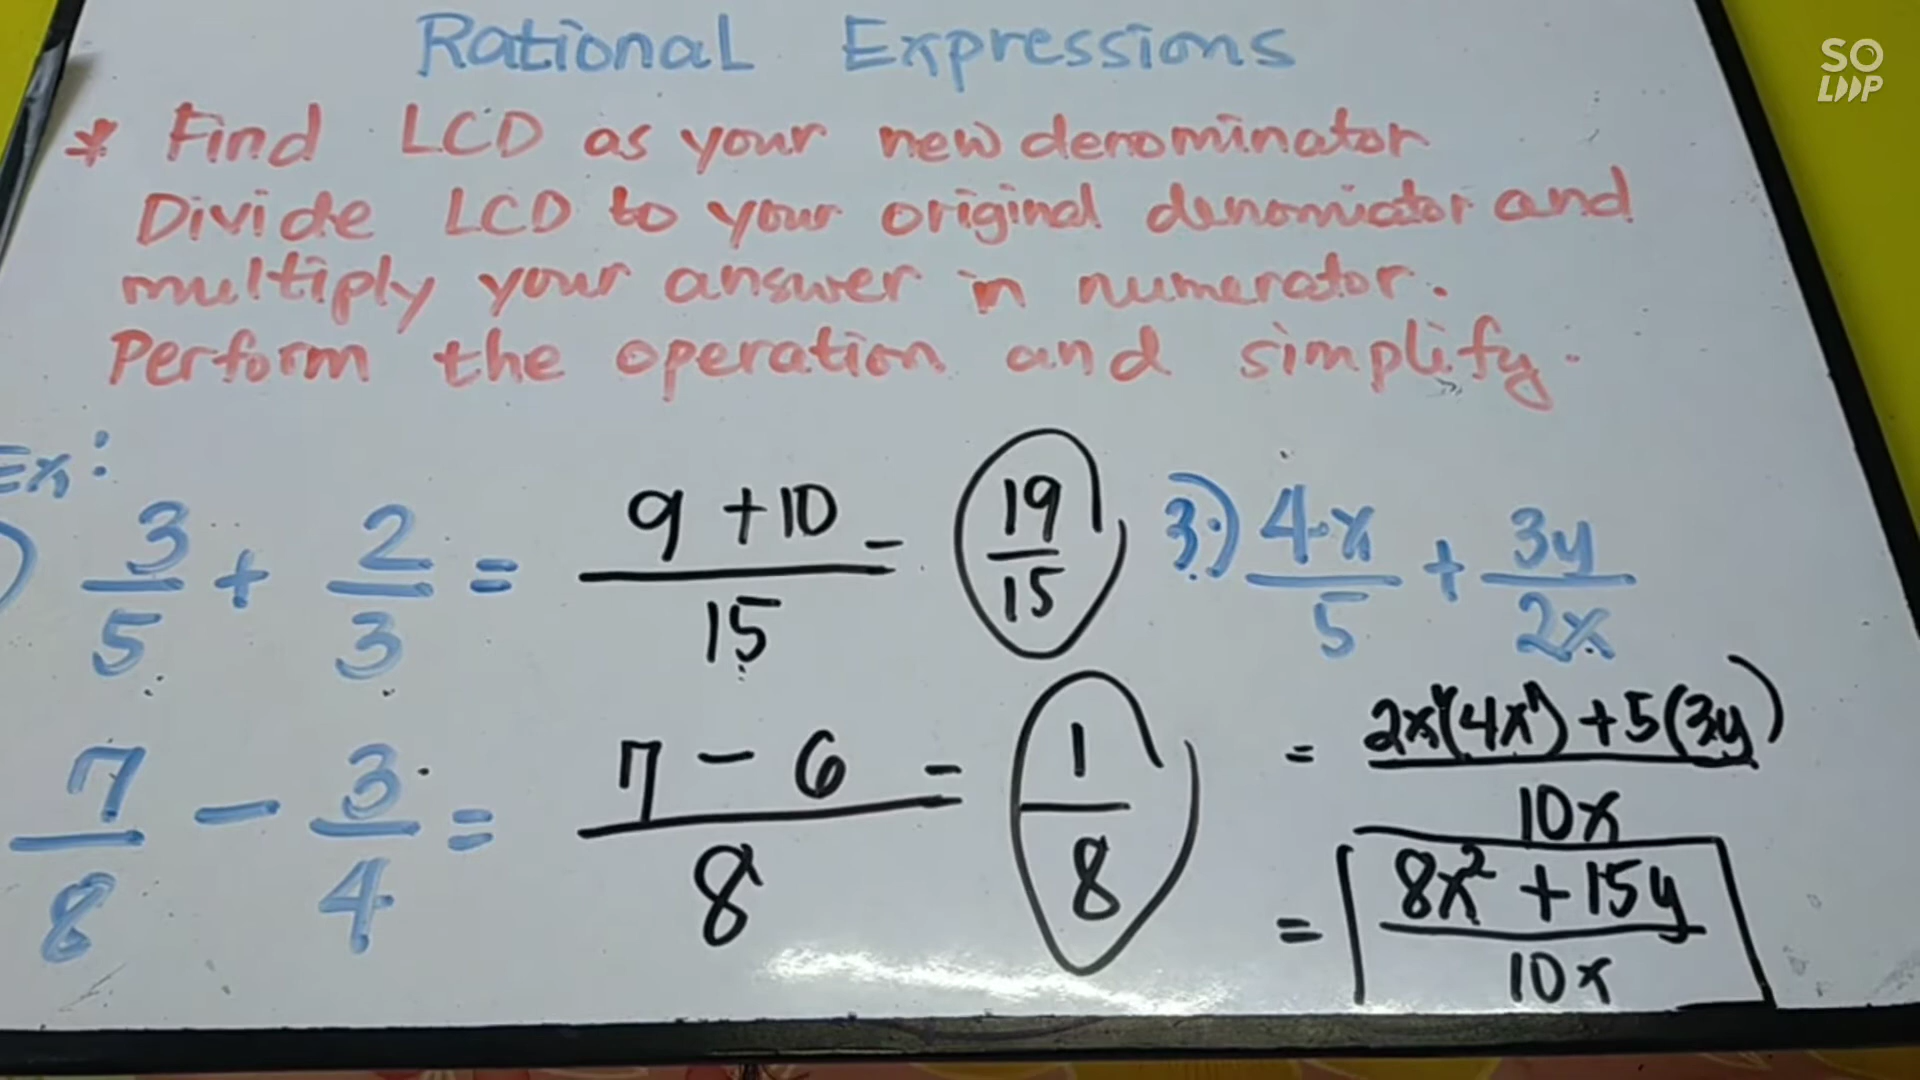 Rational Expressions
SO
LOOP
* Find LCD as your new denominator
Divide LCD to your original denomiator and
multiply your answer in numerator.
Perform the operation and simplify.
Ex:
) 3/5 + 2/3 = 9 + 10/15 = 19/15
7/8 - 3/4 = 7 - 6/8 = 1/8
3.) 4x/5 + 3y/2x
= 2x(4x) + 5(3y)/10x
= 8x² + 15y/10x